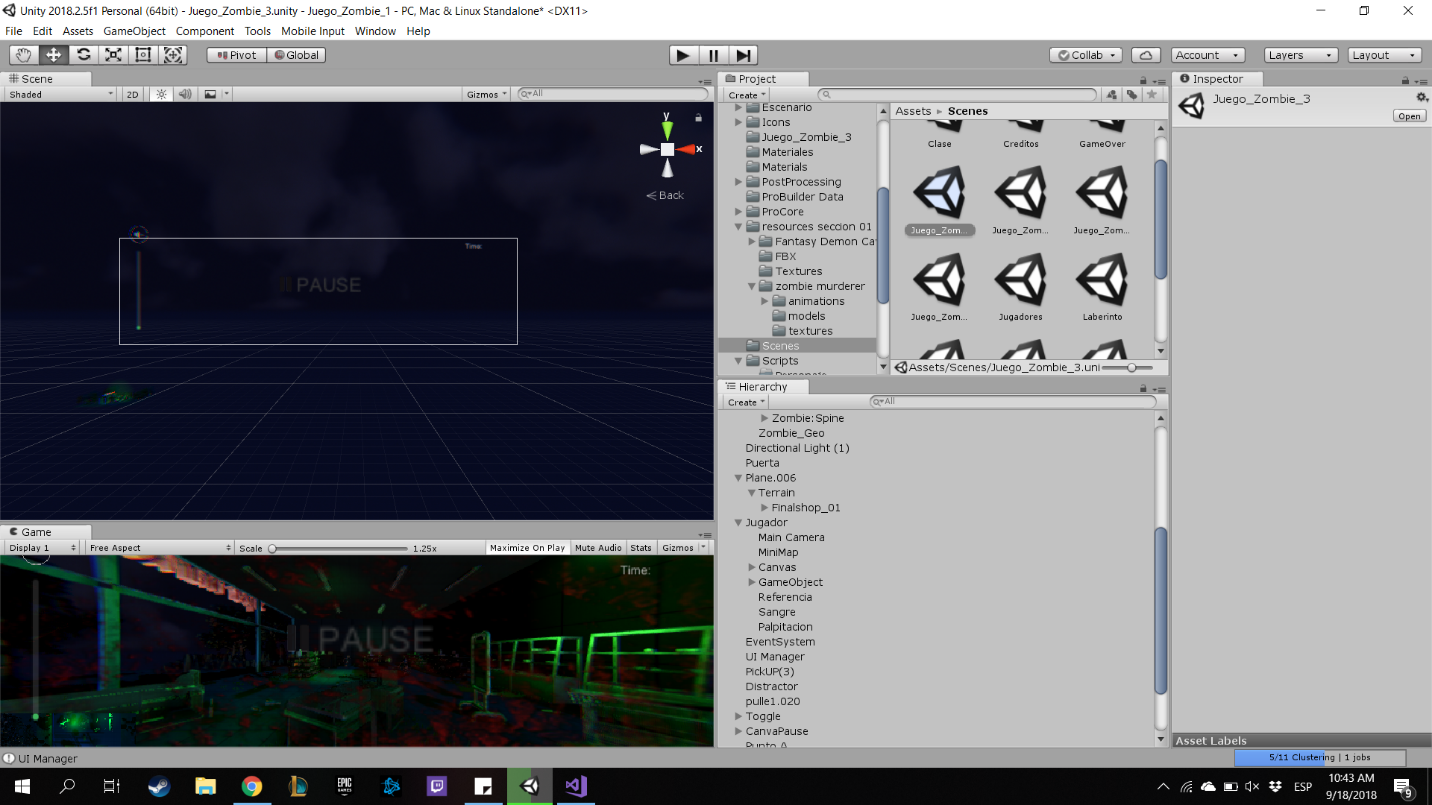 Unity 2018.2.5f1 Personal (64bit) - Juego_Zombie_3.unity - Juego_Zombie_1 - PC, Mac & Linux Standalone* <DX11>
File Edit Assets GameObject Component Tools Mobile Input Window Help
Pivot Global Collab Account Layers Layout
Scene
Shaded 2D Gizmos All
y
x
Back
Time:
PAUSE
Game
Display 1 Free Aspect Scale 1.25x Maximize On Play Mute Audio Stats Gizmos
Time:
PAUSE
Project
Create
Escenario
Icons
Juego_Zombie_3
Materiales
Materials
PostProcessing
ProBuilder Data
ProCore
resources seccion 01
Fantasy Demon Ca
FBX
Textures
zombie murderer
animations
models
textures
Scenes
Scripts
Assets Scenes
Clase Creditos GameOver
Juego_Zom... Juego_Zom... Juego_Zom...
Juego_Zom... Jugadores Laberinto
Assets/Scenes/Juego_Zombie_3.uni
Hierarchy
Create All
Zombie:Spine
Zombie_Geo
Directional Light (1)
Puerta
Plane.006
Terrain
Finalshop_01
Jugador
Main Camera
MiniMap
Canvas
GameObject
Referencia
Sangre
Palpitacion
EventSystem
UI Manager
PickUP(3)
Distractor
pulle1.020
Toggle
CanvaPause
Punto A
Inspector
Juego_Zombie_3
Open
Asset Labels
UI Manager
5/11 Clustering | 1 jobs
EPIC
GAMES
ESP
10:43 AM
9/18/2018
9